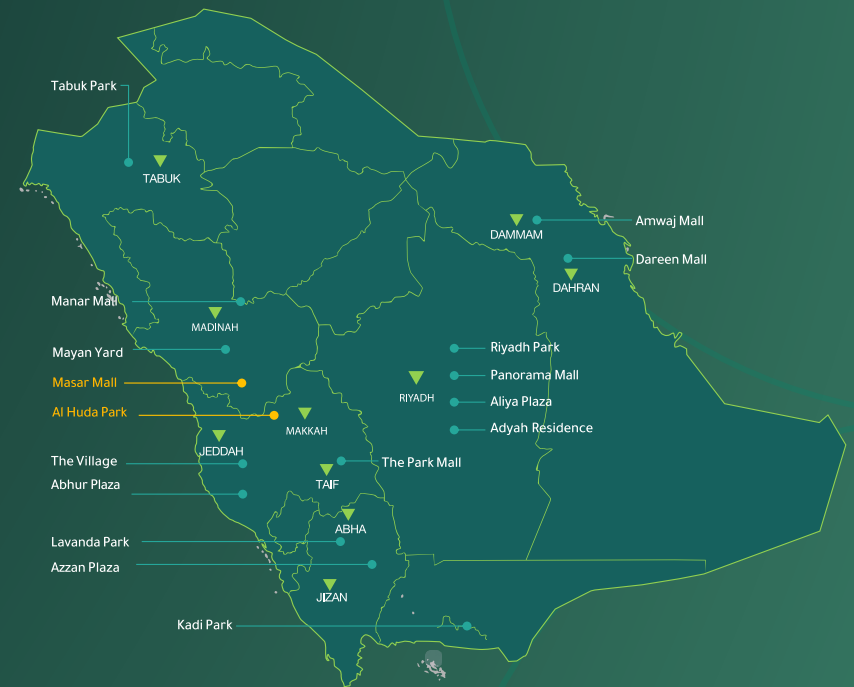 Tabuk Park
TABUK
Amwaj Mall
DAMMAM
Dareen Mall
DAHRAN
Manar Mall
MADINAH
Mayan Yard
Riyadh Park
Panorama Mall
Masar Mall
RIYADH
Aliya Plaza
Al Huda Park
MAKKAH
Adyah Residence
JEDDAH
The Village
The Park Mall
Abhur Plaza
TAIF
ABHA
Lavanda Park
Azzan Plaza
JIZAN
Kadi Park